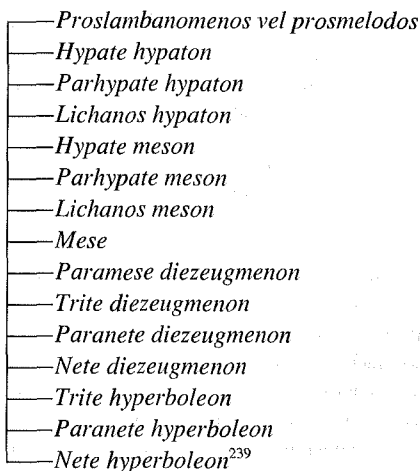 Proslambanomenos vel prosmelodos
Hypate hypaton
Parhypate hypaton
Lichanos hypaton
Hypate meson
Parhypate meson
Lichanos meson
Mese
Paramese diezeugmenon
Trite diezeugmenon
Paranete diezeugmenon
Nete diezeugmenon
Trite hyperboleon
Paranete hyperboleon
Nete hyperboleon²³⁹